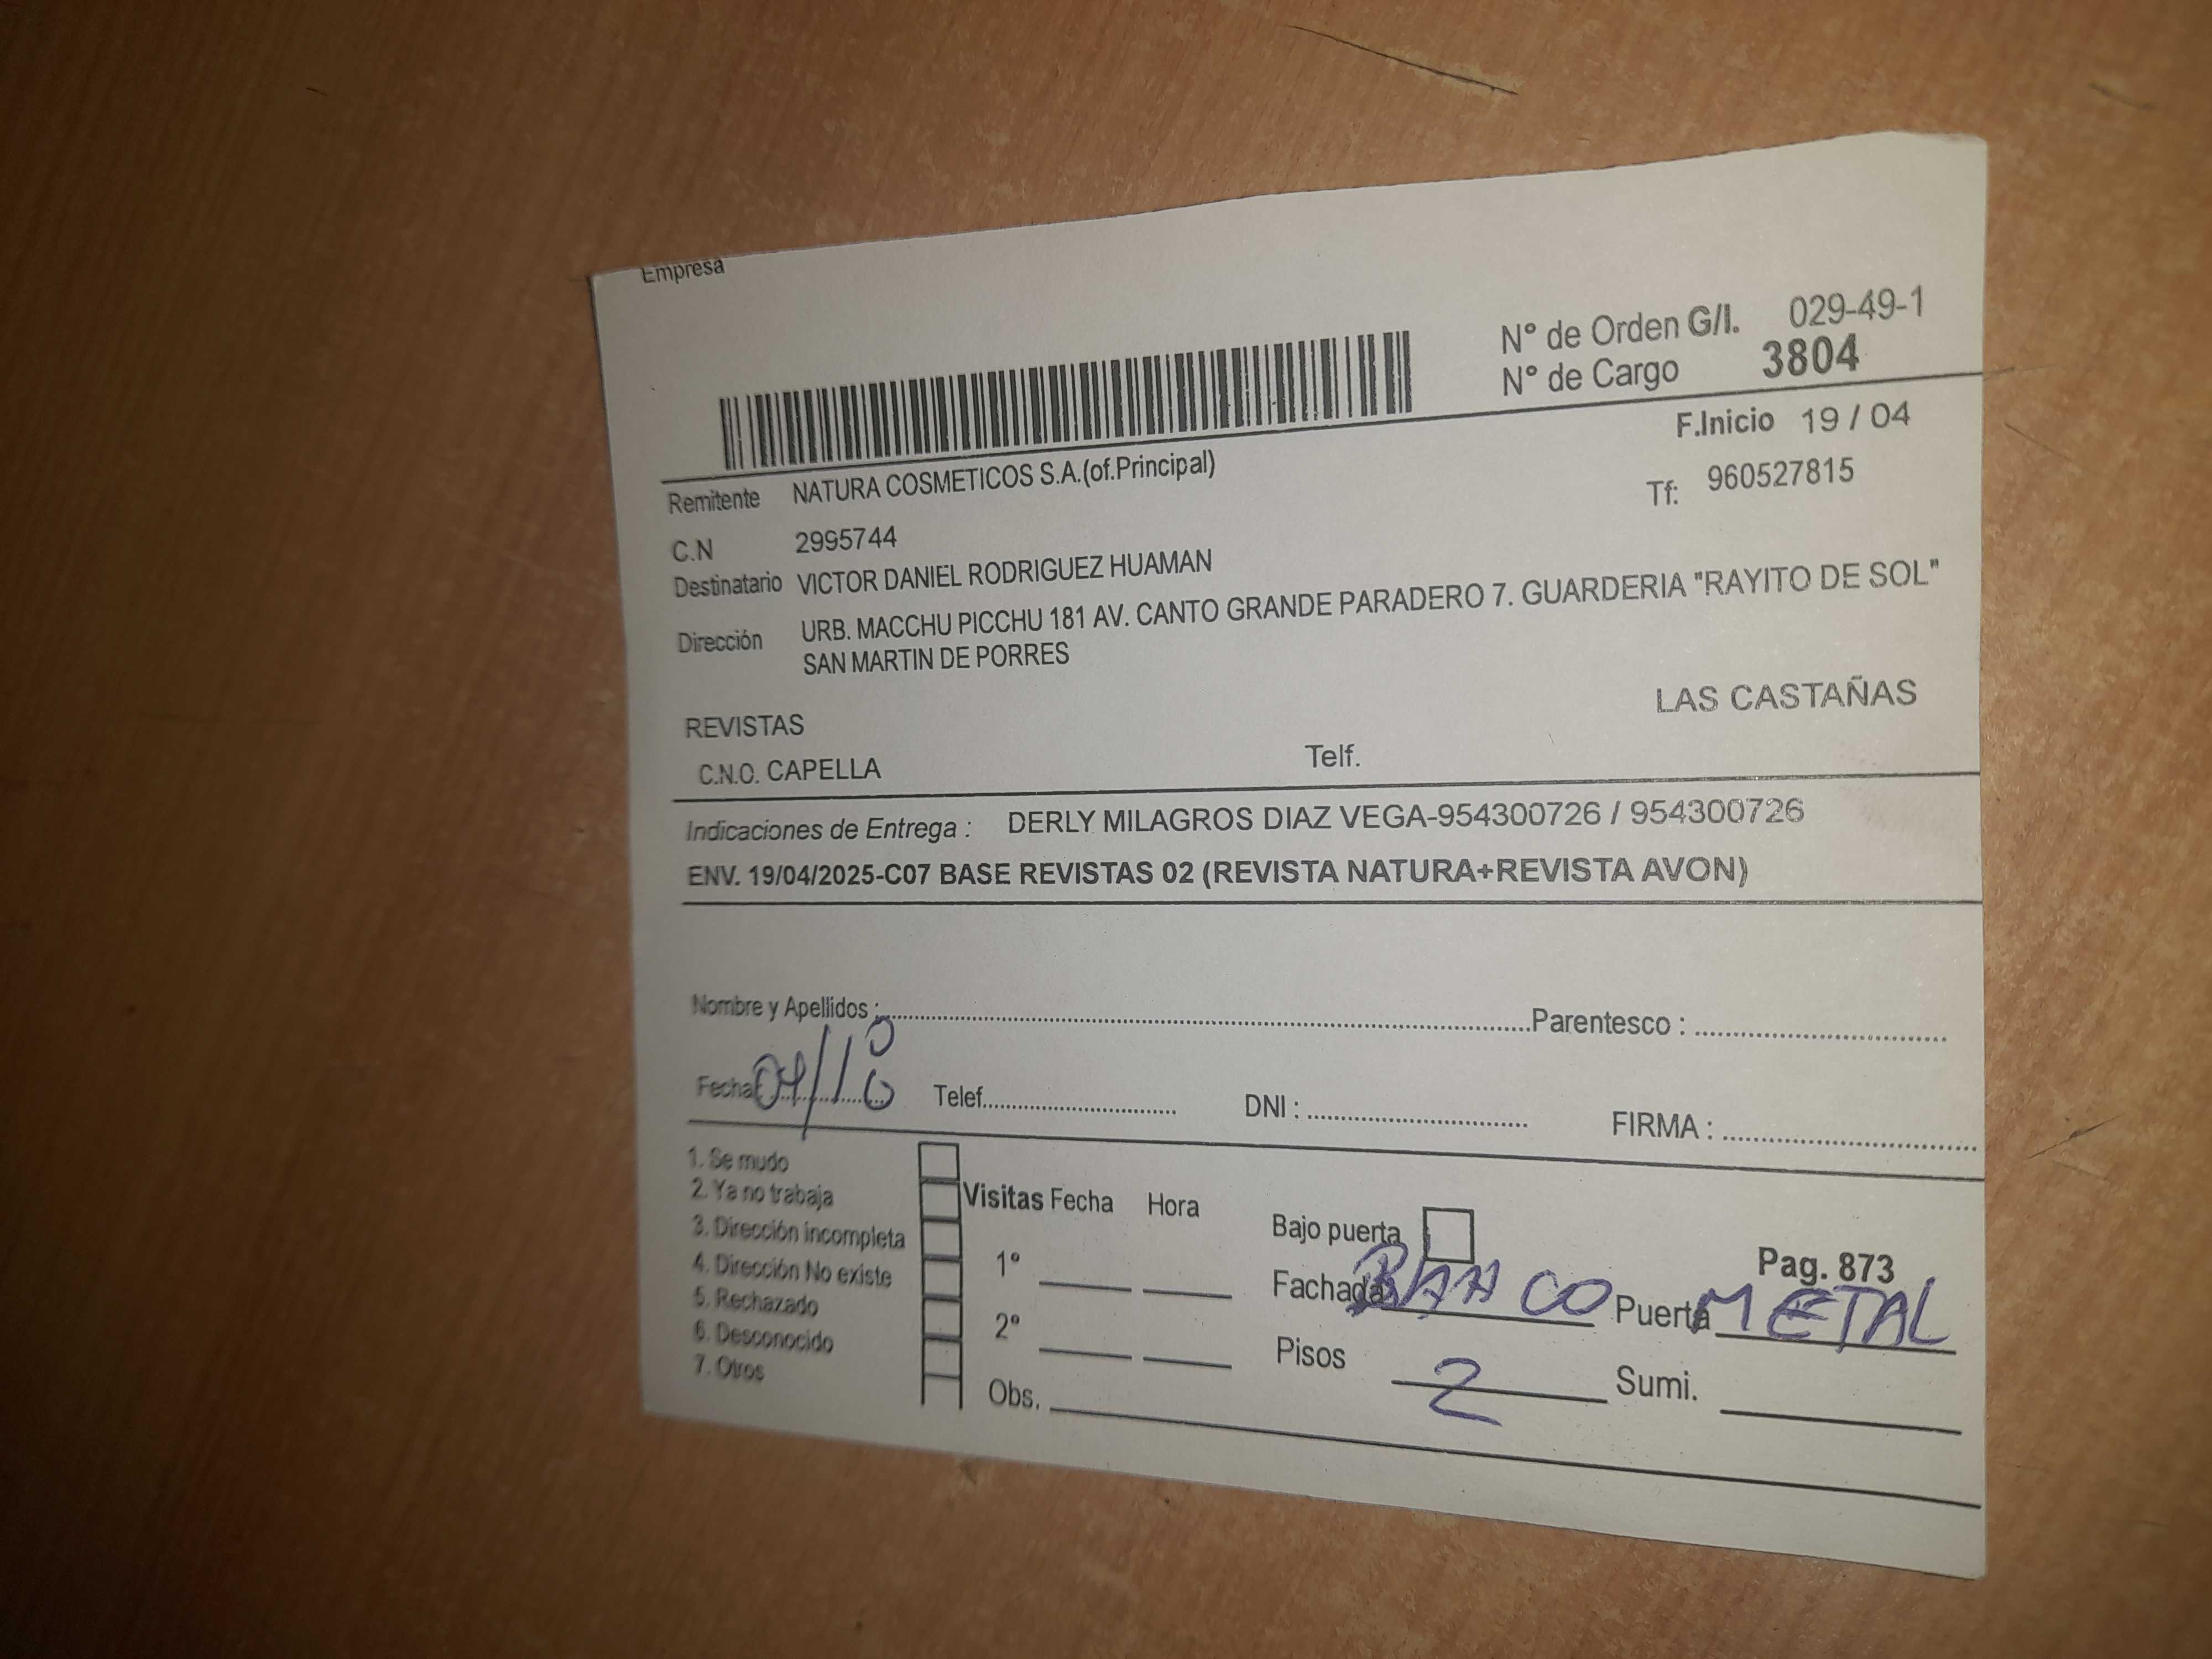 Empresa
N° de Orden G/I. 029-49-1
N° de Cargo 3804
F.Inicio 19 / 04
Remitente NATURA COSMETICOS S.A.(of.Principal)
Tf: 960527815
C.N 2995744
Destinatario VICTOR DANIEL RODRIGUEZ HUAMAN
Dirección URB. MACCHU PICCHU 181 AV. CANTO GRANDE PARADERO 7. GUARDERIA "RAYITO DE SOL"
SAN MARTIN DE PORRES
LAS CASTAÑAS
REVISTAS
C.N.O. CAPELLA Telf.
Indicaciones de Entrega : DERLY MILAGROS DIAZ VEGA-954300726 / 954300726
ENV. 19/04/2025-C07 BASE REVISTAS 02 (REVISTA NATURA+REVISTA AVON)
Nombre y Apellidos : Parentesco :
Fecha Telef. DNI : FIRMA :
1. Se mudo
2. Ya no trabaja
3. Dirección incompleta
4. Dirección No existe
5. Rechazado
6. Desconocido
7. Otros
Visitas Fecha Hora
1º
2º
Obs.
Bajo puerta
Pag. 873
Fachada Puerta METAL
Pisos 2 Sumi.